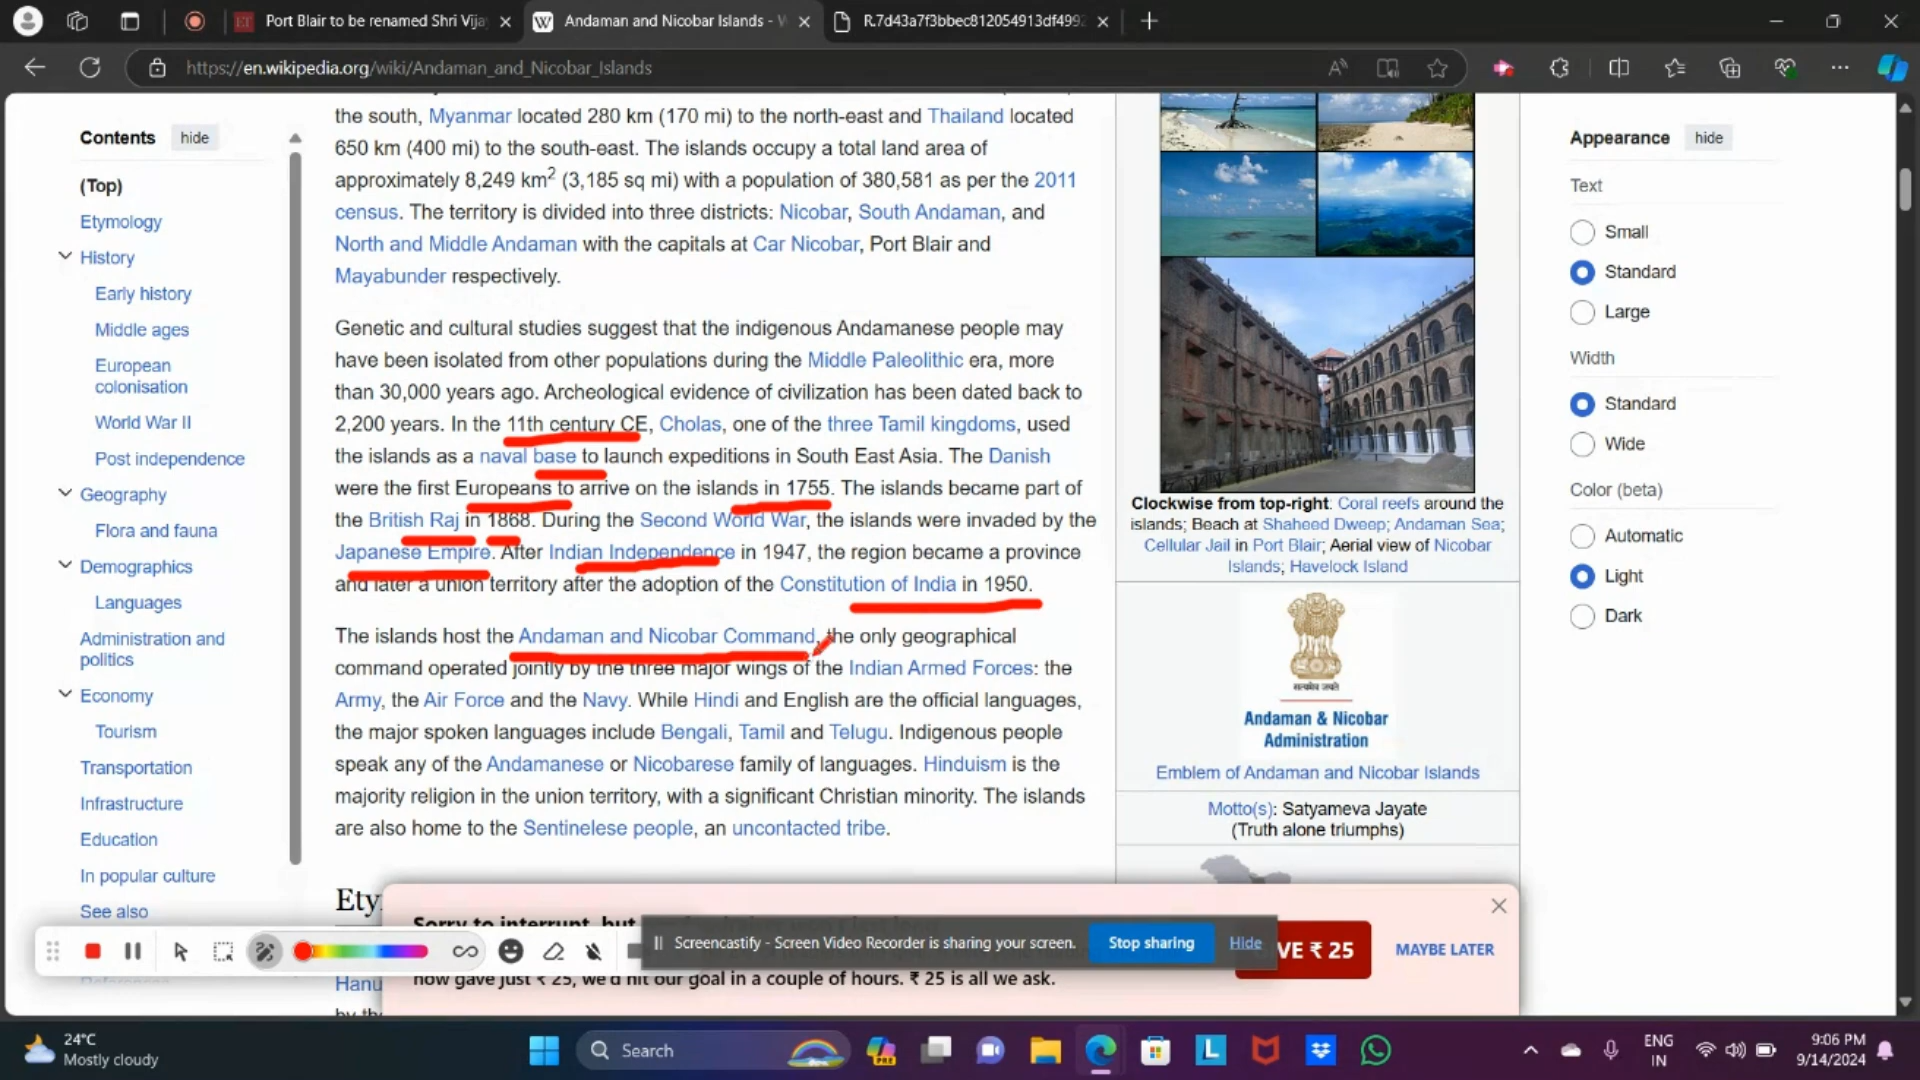 Port Blair to be renamed Shri Vija
Andaman and Nicobar Islands - W
R.7d43a7f3bbec812054913df4992
https://en.wikipedia.org/wiki/Andaman_and_Nicobar_Islands
Contents hide
(Top)
Etymology
History
Early history
Middle ages
European
colonisation
World War II
Post independence
Geography
Flora and fauna
Demographics
Languages
Administration and
politics
Economy
Tourism
Transportation
Infrastructure
Education
In popular culture
See also
the south, Myanmar located 280 km (170 mi) to the north-east and Thailand located
650 km (400 mi) to the south-east. The islands occupy a total land area of
approximately 8,249 km² (3,185 sq mi) with a population of 380,581 as per the 2011
census. The territory is divided into three districts: Nicobar, South Andaman, and
North and Middle Andaman with the capitals at Car Nicobar, Port Blair and
Mayabunder respectively.
Genetic and cultural studies suggest that the indigenous Andamanese people may
have been isolated from other populations during the Middle Paleolithic era, more
than 30,000 years ago. Archeological evidence of civilization has been dated back to
2,200 years. In the 11th century CE, Cholas, one of the three Tamil kingdoms, used
the islands as a naval base to launch expeditions in South East Asia. The Danish
were the first Europeans to arrive on the islands in 1755. The islands became part of
the British Raj in 1868. During the Second World War, the islands were invaded by the
Japanese Empire. After Indian Independence in 1947, the region became a province
and later a union territory after the adoption of the Constitution of India in 1950.
The islands host the Andaman and Nicobar Command, the only geographical
command operated jointly by the three major wings of the Indian Armed Forces: the
Army, the Air Force and the Navy. While Hindi and English are the official languages,
the major spoken languages include Bengali, Tamil and Telugu. Indigenous people
speak any of the Andamanese or Nicobarese family of languages. Hinduism is the
majority religion in the union territory, with a significant Christian minority. The islands
are also home to the Sentinelese people, an uncontacted tribe.
Ety
Hanu
by the
Clockwise from top-right: Coral reefs around the
islands; Beach at Shaheed Dweep; Andaman Sea;
Cellular Jail in Port Blair; Aerial view of Nicobar
Islands; Havelock Island
सत्यमेव जयते
Andaman & Nicobar
Administration
Emblem of Andaman and Nicobar Islands
Motto(s): Satyameva Jayate
(Truth alone triumphs)
Appearance hide
Text
Small
Standard
Large
Width
Standard
Wide
Color (beta)
Automatic
Light
Dark
Sorry to interrupt, but
Screencastify - Screen Video Recorder is sharing your screen. Stop sharing Hide
VE ₹ 25 MAYBE LATER
now gave just ₹ 25, we'd hit our goal in a couple of hours. ₹ 25 is all we ask.
24°C
Mostly cloudy
Search
PRE
L
ENG
IN
9:06 PM
9/14/2024